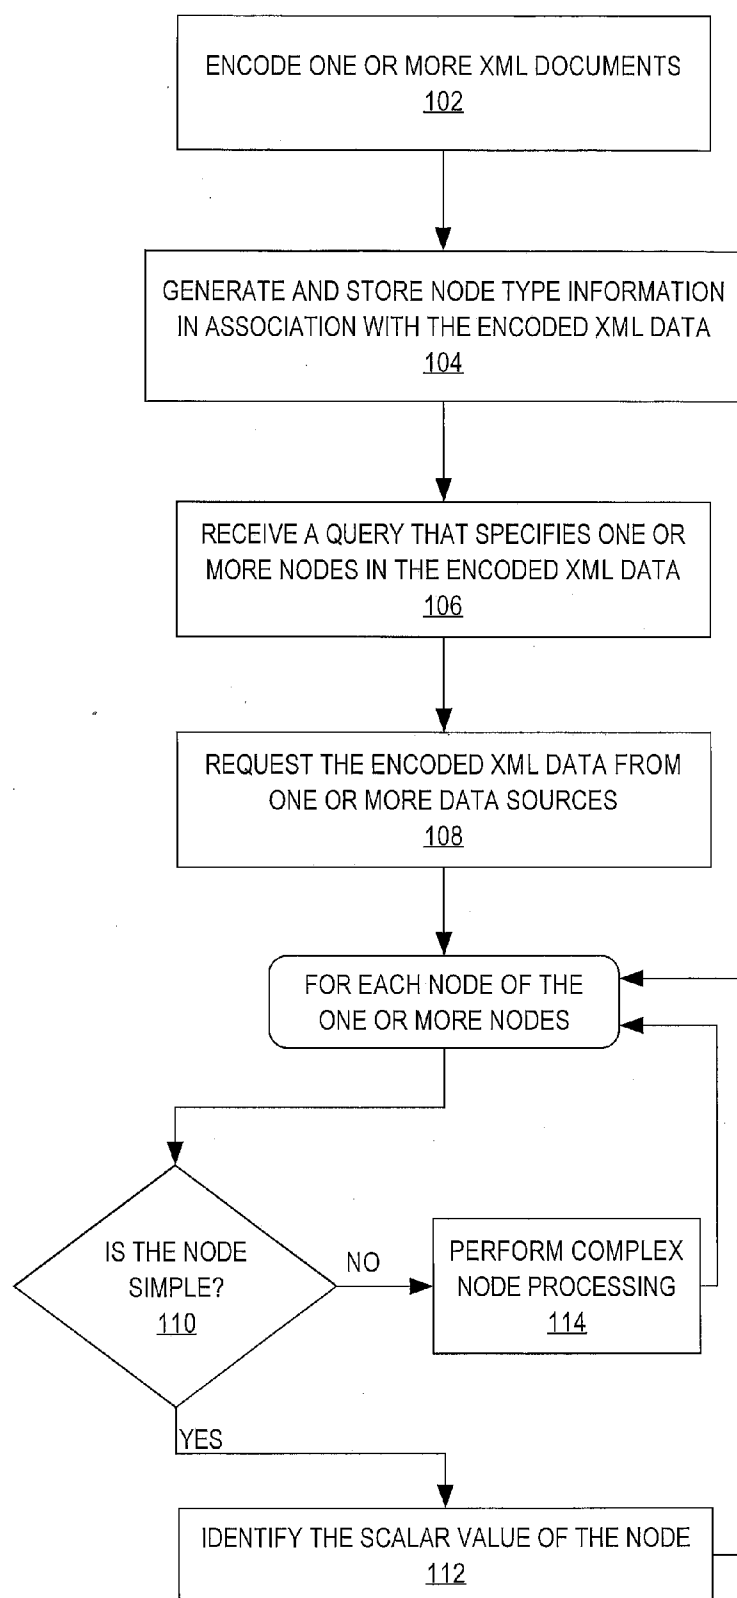 ENCODE ONE OR MORE XML DOCUMENTS
102
GENERATE AND STORE NODE TYPE INFORMATION
IN ASSOCIATION WITH THE ENCODED XML DATA
104
RECEIVE A QUERY THAT SPECIFIES ONE OR
MORE NODES IN THE ENCODED XML DATA
106
REQUEST THE ENCODED XML DATA FROM
ONE OR MORE DATA SOURCES
108
FOR EACH NODE OF THE
ONE OR MORE NODES
IS THE NODE
SIMPLE?
110
NO
PERFORM COMPLEX
NODE PROCESSING
114
YES
IDENTIFY THE SCALAR VALUE OF THE NODE
112